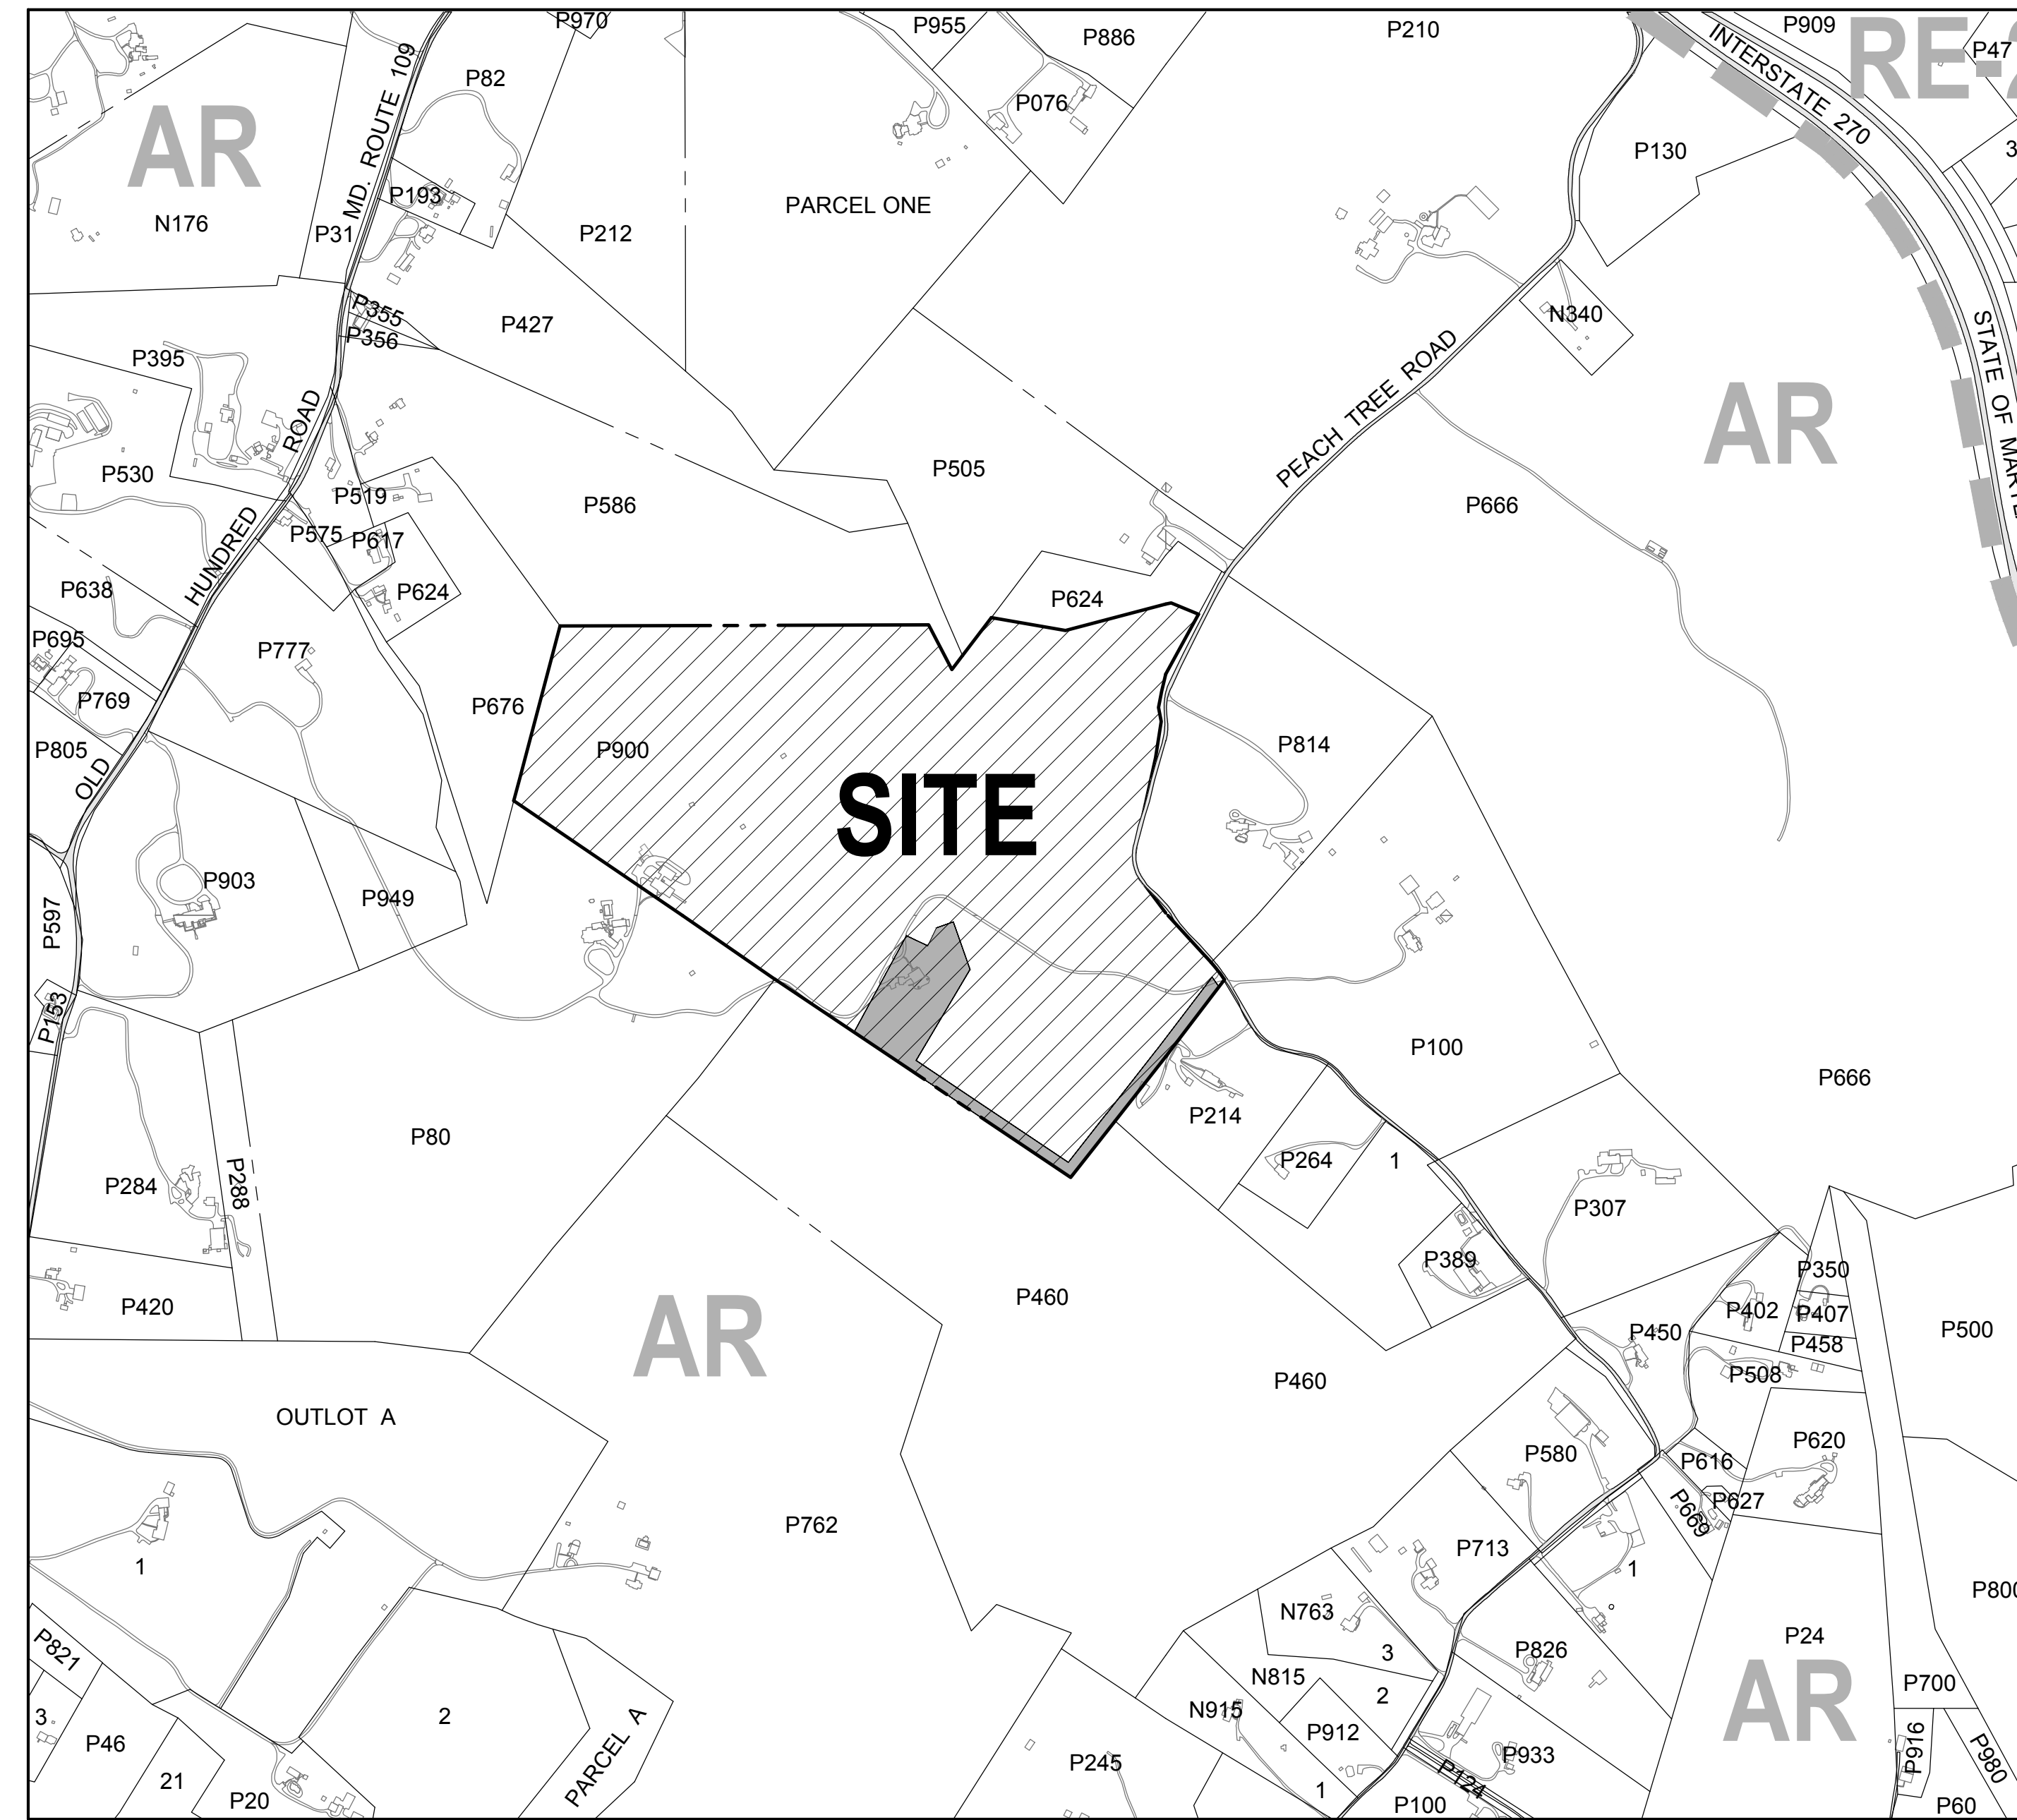 P970
P955
P886
P210
P909
RE-2
P47
INTERSTATE 270
P82
P076
MD. ROUTE 109
AR
P130
3
P193
PARCEL ONE
N176
P31
P212
P355
P356
P427
N340
STATE OF MARYL
P395
PEACH TREE ROAD
AR
ROAD
P530
P519
P505
P586
P666
P575
P617
HUNDRED
P638
P624
P624
P695
P777
P769
P676
P805
P900
P814
OLD
SITE
P903
P949
P597
P153
P100
P666
P214
P80
P264
1
P284
P288
P307
P389
P350
P420
P460
P402
P407
AR
P450
P458
P500
P460
P508
OUTLOT A
P580
P616
P620
P762
P669
P627
1
P713
1
P800
N763
P821
3
P826
P24
N815
2
AR
P700
3
P46
2
N915
P912
PARCEL A
P245
P933
P916
P980
21
P124
P20
1
P100
P60